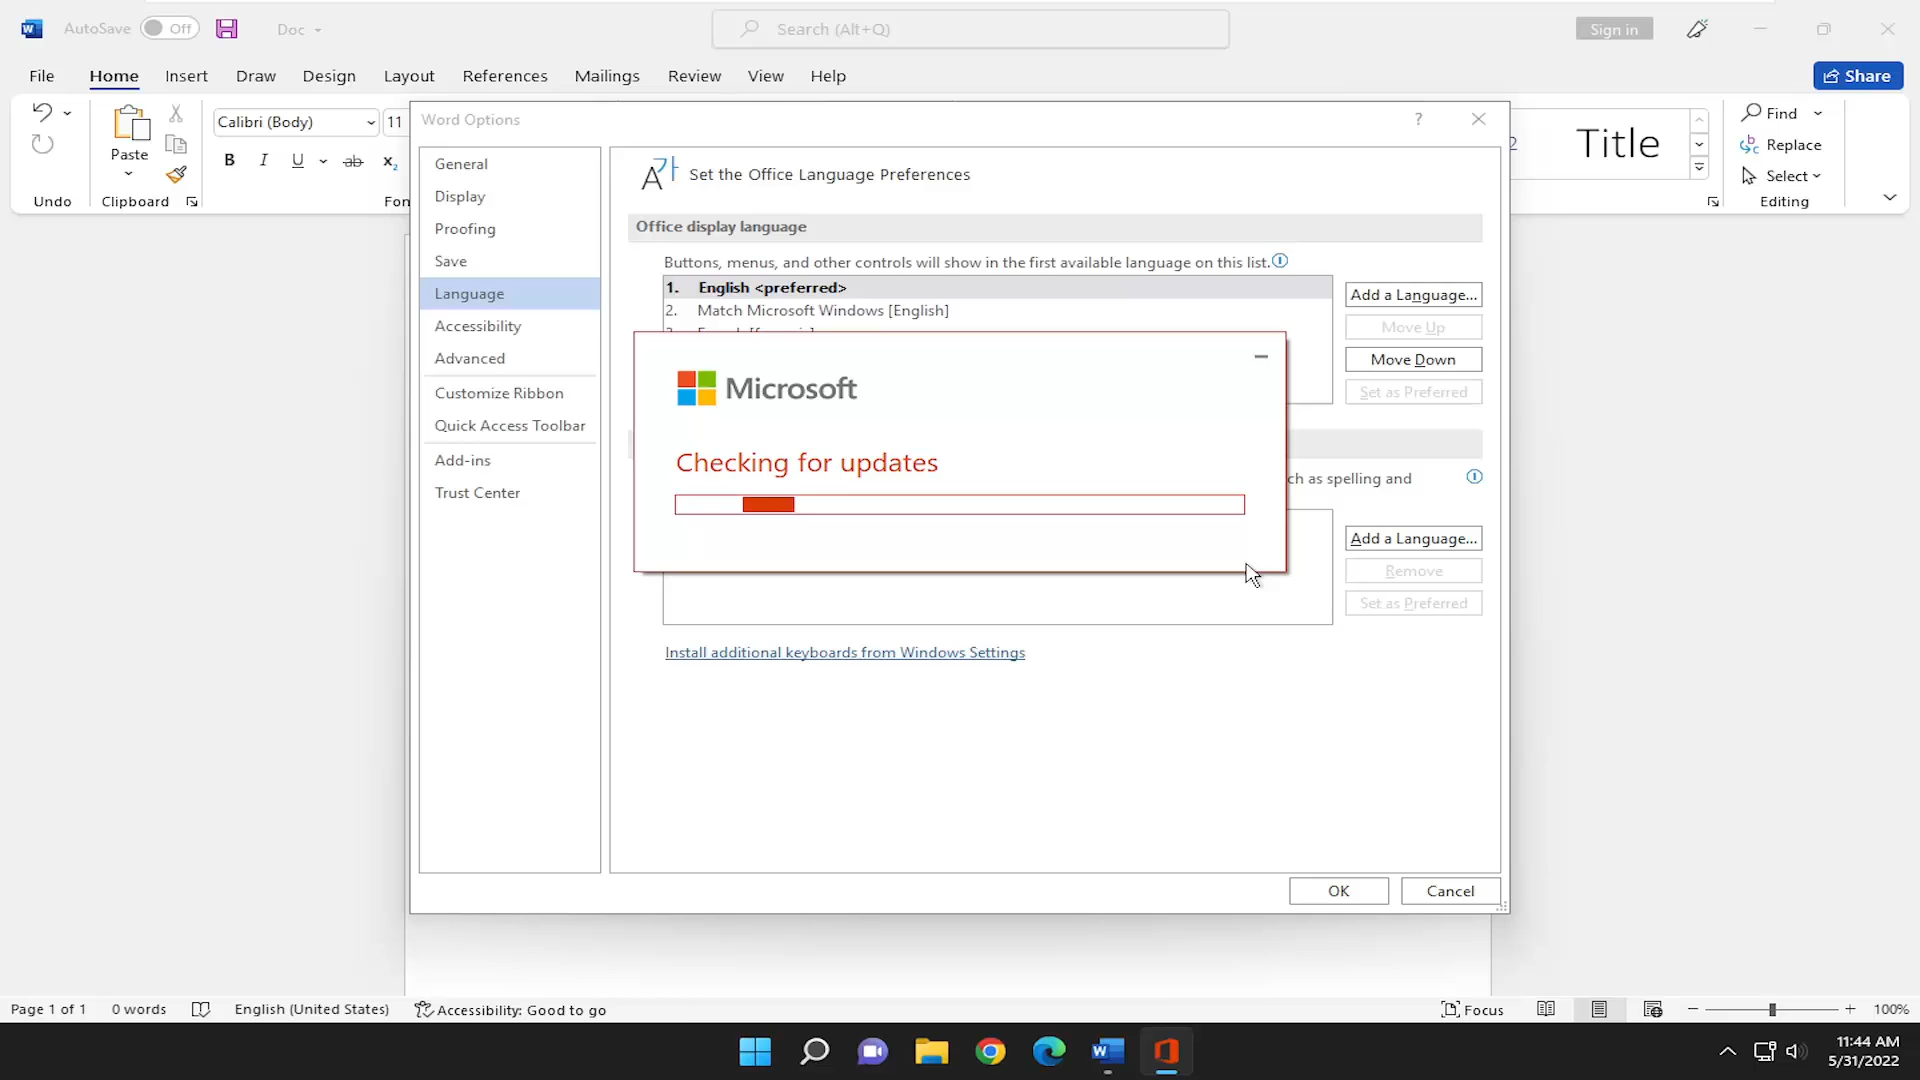 AutoSave Off Doc Search (Alt+Q) Sign in
File Home Insert Draw Design Layout References Mailings Review View Help Share
Calibri (Body) 11
Paste
B I U ab x₂
Undo Clipboard Fon
Title
Find
Replace
Select
Editing
Word Options ?
General
Display
Proofing
Save
Language
Accessibility
Advanced
Customize Ribbon
Quick Access Toolbar
Add-ins
Trust Center
Set the Office Language Preferences
Office display language
Buttons, menus, and other controls will show in the first available language on this list.
1. English <preferred>
2. Match Microsoft Windows [English]
Add a Language...
Move Up
Move Down
Set as Preferred
Microsoft
Checking for updates
ch as spelling and
Add a Language...
Remove
Set as Preferred
Install additional keyboards from Windows Settings
OK Cancel
Page 1 of 1 0 words English (United States) Accessibility: Good to go Focus 100%
11:44 AM
5/31/2022